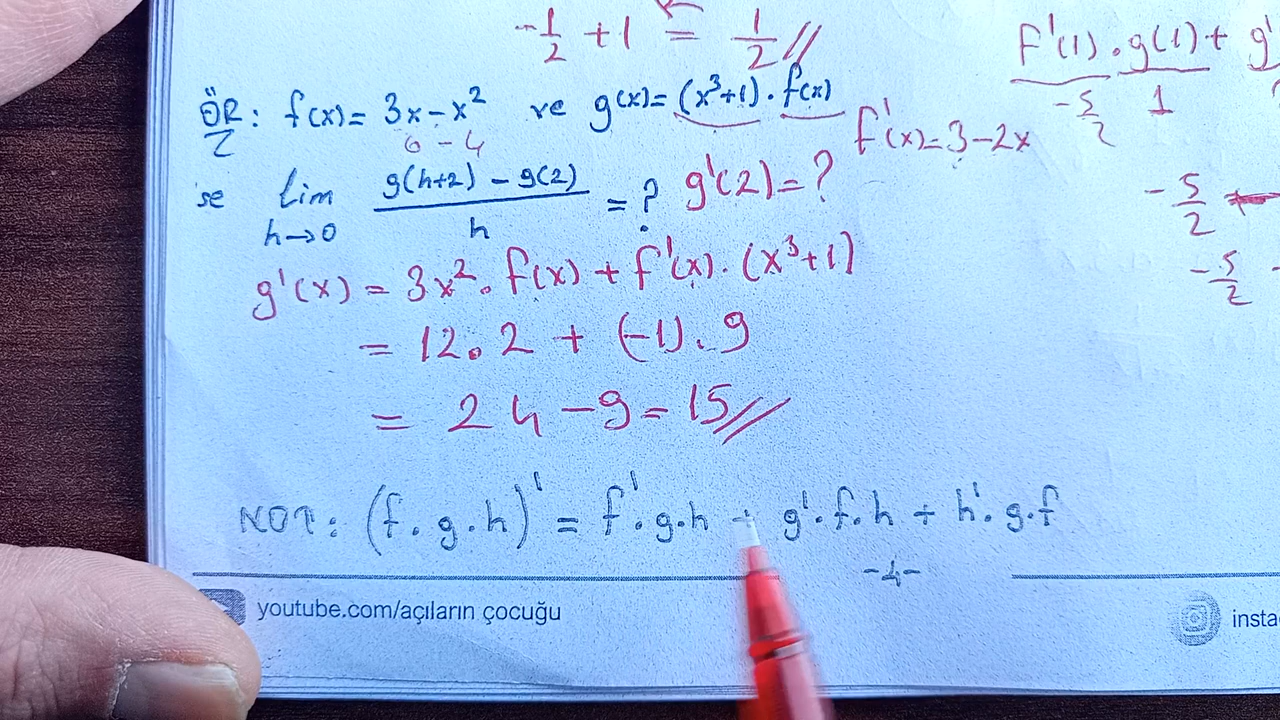 -1/2 + 1 = 1/2 //
f'(1) . g(1) + g'
-5/2 1
ÖR: f(x) = 3x - x² ve g(x) = (x³+1) . f(x)
6 - 4
f'(x) = 3 - 2x
se lim h→0 g(h+2) - g(2) / h = ? g'(2) = ?
-5/2 +
g'(x) = 3x² . f(x) + f'(x) . (x³+1)
-5/2 -
= 12 . 2 + (-1) . 9
= 24 - 9 = 15 //
NOT: (f . g . h)' = f' . g . h + g' . f . h + h' . g . f
-4-
youtube.com/açıların çocuğu
insta